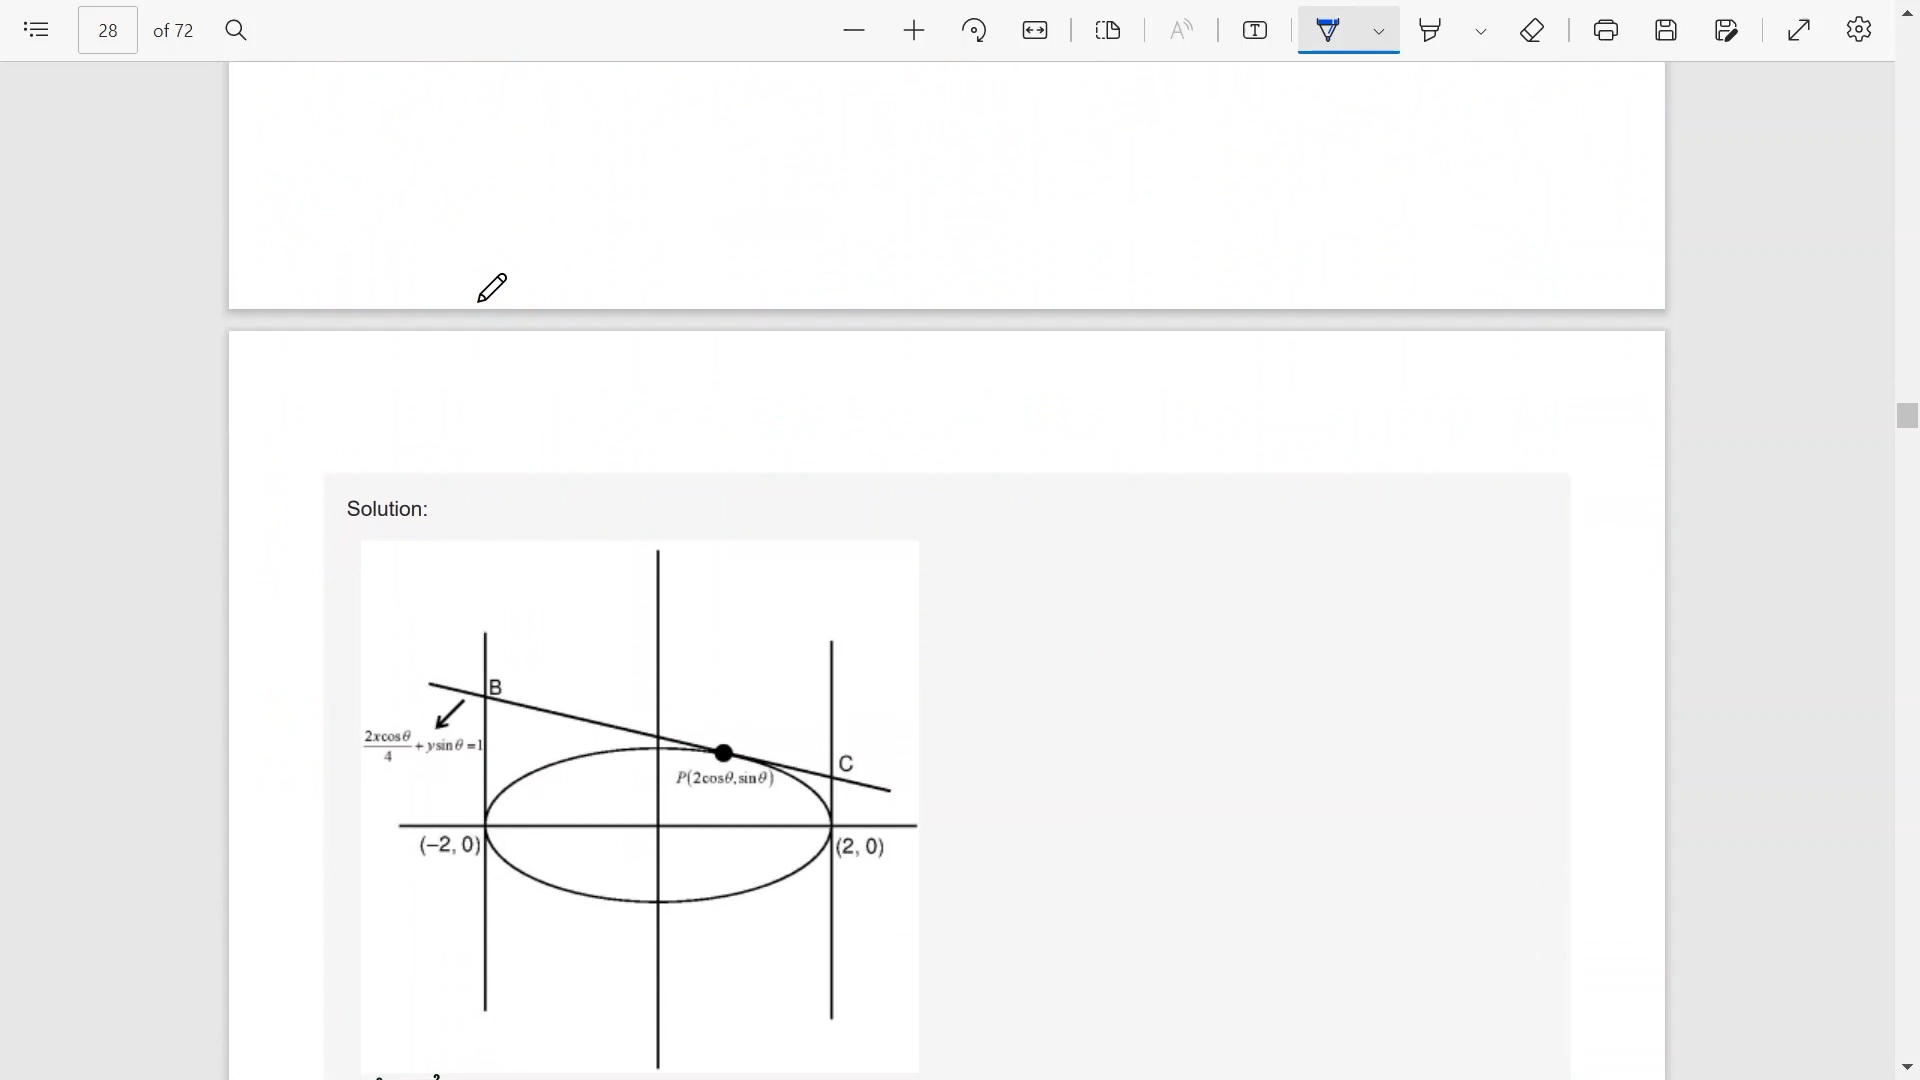 28 of 72
Solution:
B
2xcosθ/4 + ysinθ =1
C
P(2cosθ, sinθ)
(–2, 0)
(2, 0)